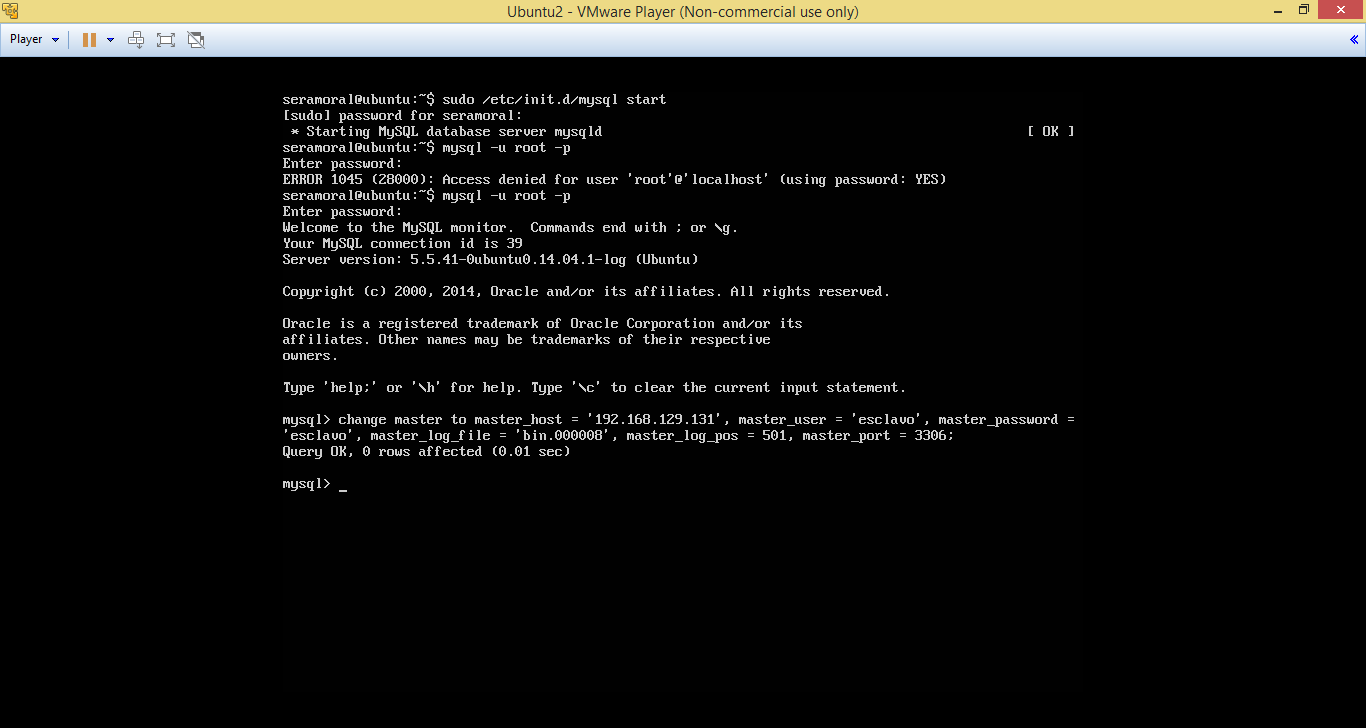 Ubuntu2 - VMware Player (Non-commercial use only)
Player
seramoral@ubuntu:~$ sudo /etc/init.d/mysql start
[sudo] password for seramoral:
* Starting MySQL database server mysqld [ OK ]
seramoral@ubuntu:~$ mysql -u root -p
Enter password:
ERROR 1045 (28000): Access denied for user 'root'@'localhost' (using password: YES)
seramoral@ubuntu:~$ mysql -u root -p
Enter password:
Welcome to the MySQL monitor.  Commands end with ; or \g.
Your MySQL connection id is 39
Server version: 5.5.41-0ubuntu0.14.04.1-log (Ubuntu)
Copyright (c) 2000, 2014, Oracle and/or its affiliates. All rights reserved.
Oracle is a registered trademark of Oracle Corporation and/or its
affiliates. Other names may be trademarks of their respective
owners.
Type 'help;' or '\h' for help. Type '\c' to clear the current input statement.
mysql> change master to master_host = '192.168.129.131', master_user = 'esclavo', master_password =
'esclavo', master_log_file = 'bin.000008', master_log_pos = 501, master_port = 3306;
Query OK, 0 rows affected (0.01 sec)
mysql> _